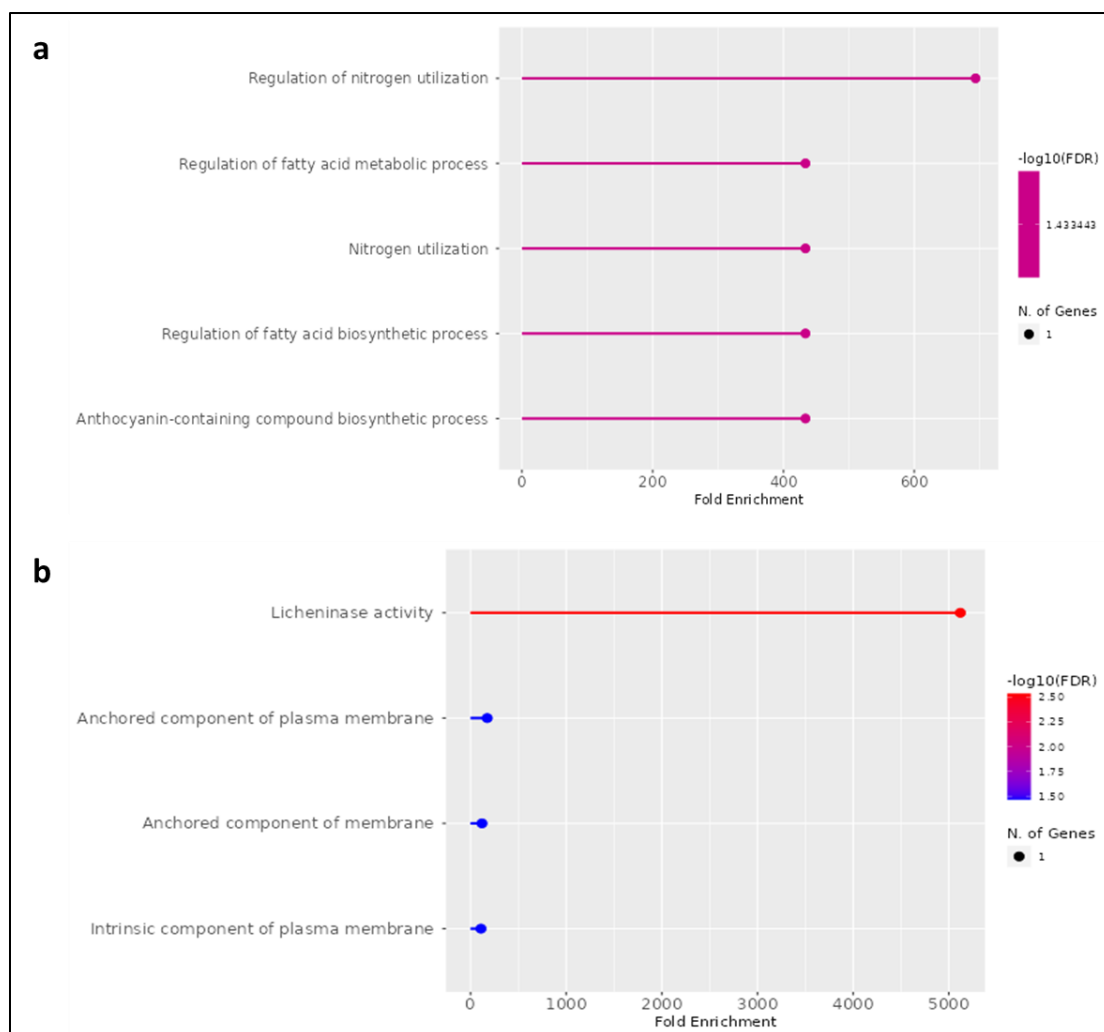 a
Regulation of nitrogen utilization
Regulation of fatty acid metabolic process
Nitrogen utilization
Regulation of fatty acid biosynthetic process
Anthocyanin-containing compound biosynthetic process
0 200 400 600
Fold Enrichment
-log10(FDR)
1.433443
N. of Genes
1
b
Licheninase activity
Anchored component of plasma membrane
Anchored component of membrane
Intrinsic component of plasma membrane
0 1000 2000 3000 4000 5000
Fold Enrichment
-log10(FDR)
2.50
2.25
2.00
1.75
1.50
N. of Genes
1